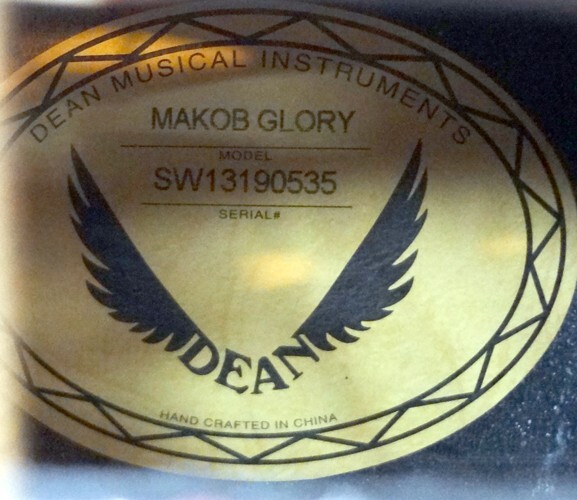 DEAN MUSICAL INSTRUMENTS
MAKOB GLORY
MODEL
SW13190535
SERIAL#
DEAN
HAND CRAFTED IN CHINA